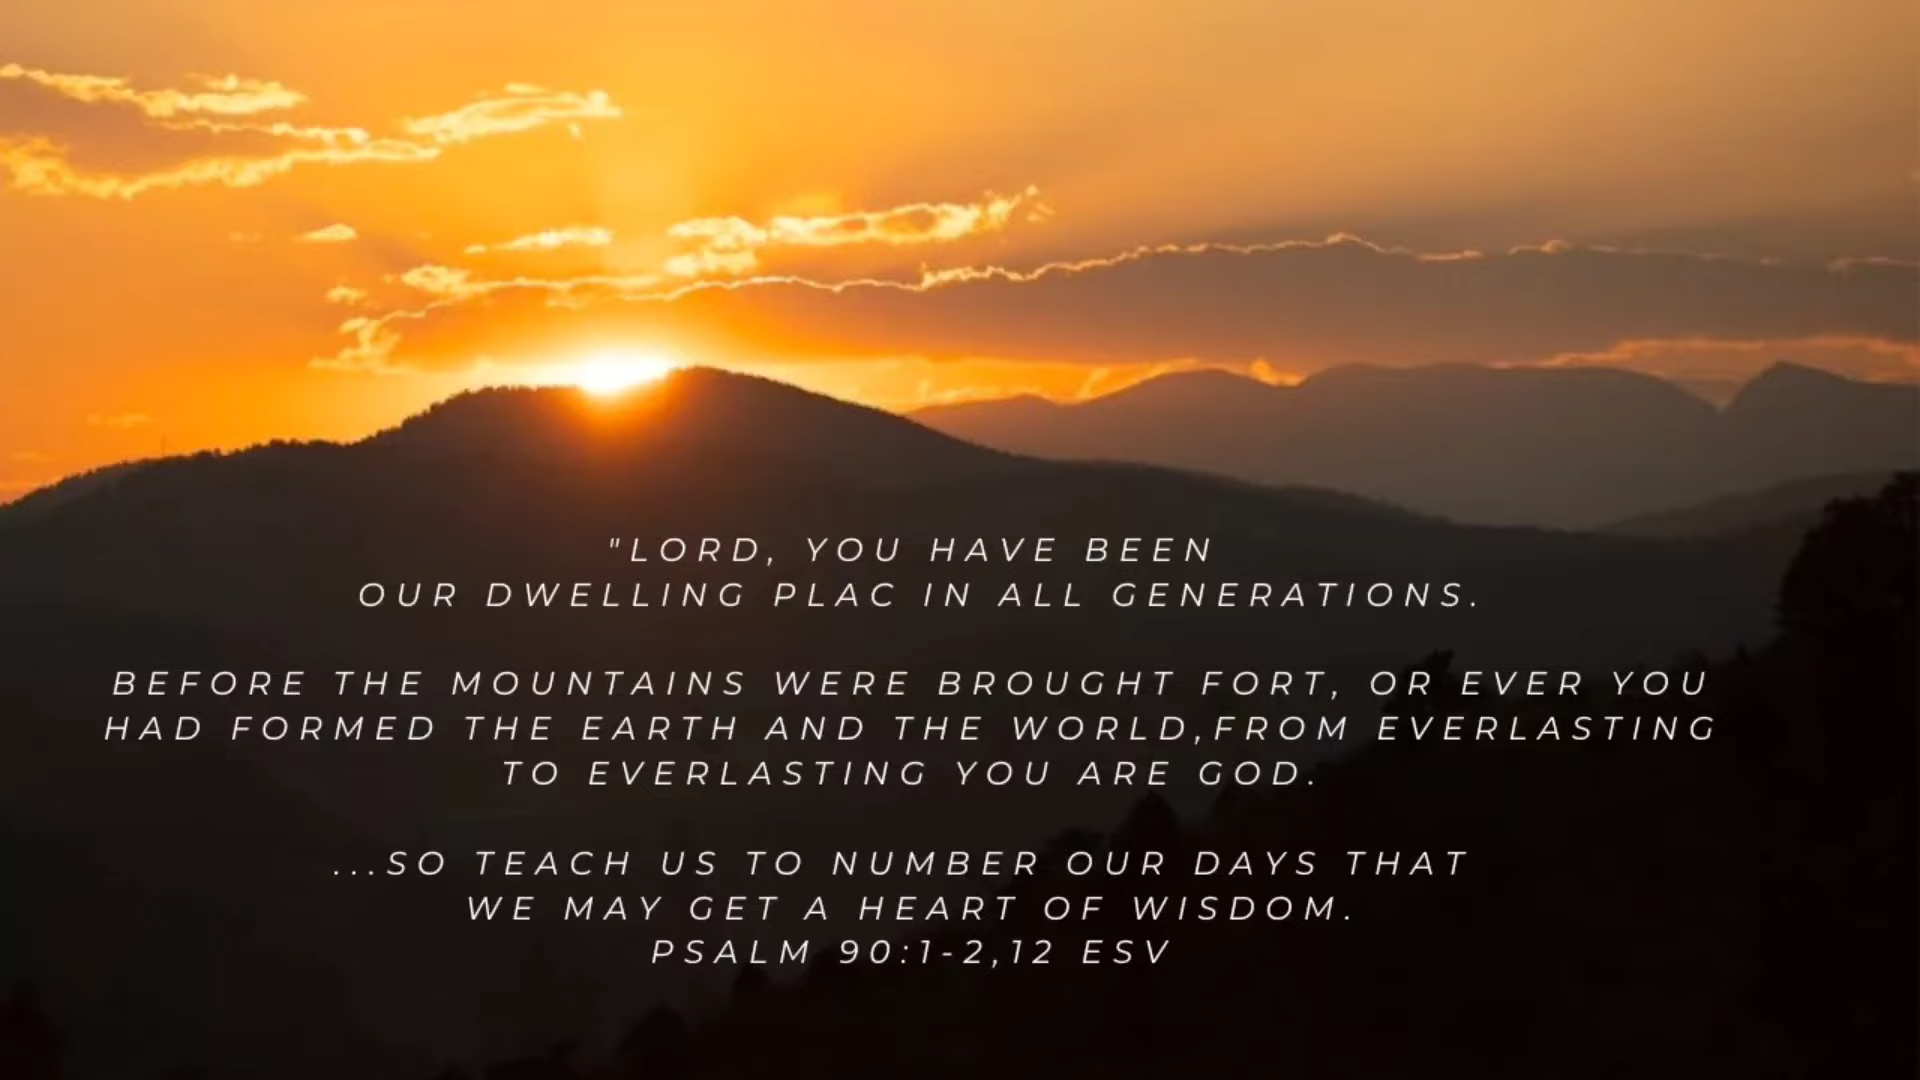 "LORD, YOU HAVE BEEN
OUR DWELLING PLAC IN ALL GENERATIONS.
BEFORE THE MOUNTAINS WERE BROUGHT FORT, OR EVER YOU
HAD FORMED THE EARTH AND THE WORLD,FROM EVERLASTING
TO EVERLASTING YOU ARE GOD.
...SO TEACH US TO NUMBER OUR DAYS THAT
WE MAY GET A HEART OF WISDOM.
PSALM 90:1-2,12 ESV